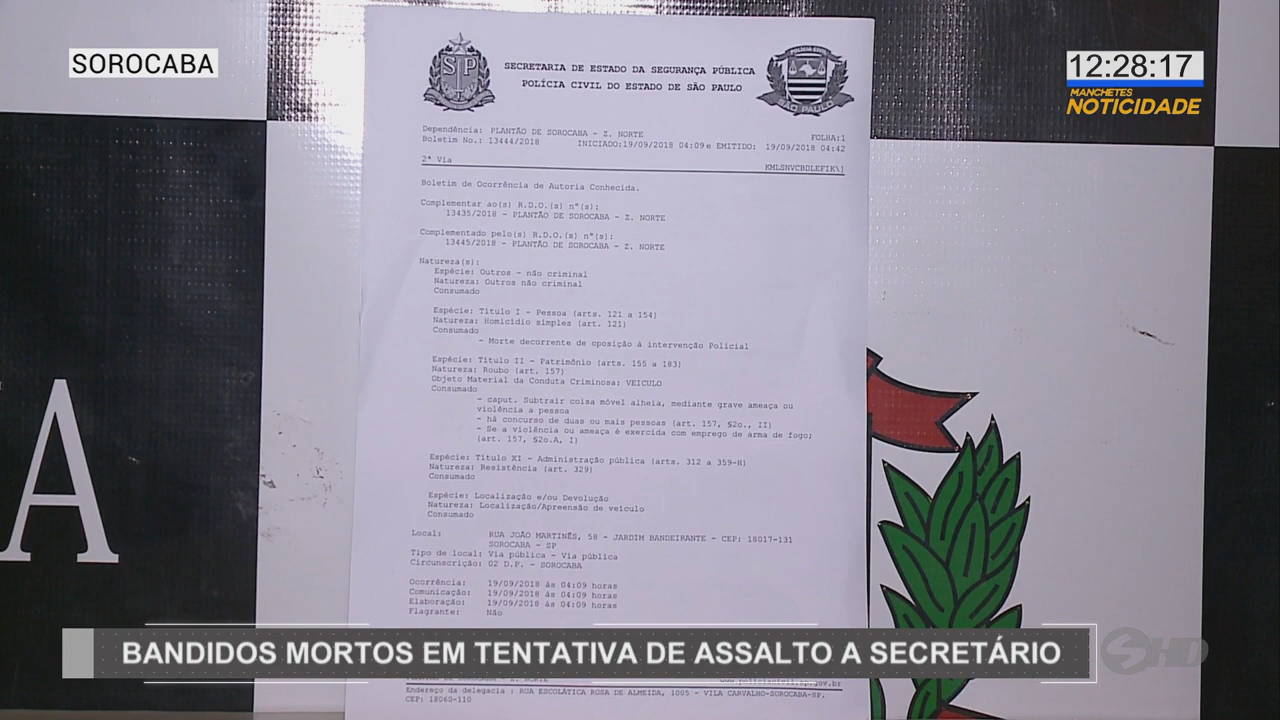 SOROCABA
12:28:17
MANCHETES
NOTICIDADE
SP
POLÍCIA CIVIL
SÃO PAULO
SECRETARIA DE ESTADO DA SEGURANÇA PÚBLICA
POLÍCIA CIVIL DO ESTADO DE SÃO PAULO
Dependência: PLANTÃO DE SOROCABA - Z. NORTE FOLHA:1
Boletim No.: 13444/2018 INICIADO:19/09/2018 04:09 e EMITIDO: 19/09/2018 04:42
2ª Via
Boletim de Ocorrência de Autoria Conhecida.
Complementar ao(s) R.D.O.(s) nº(s):
13435/2018 - PLANTÃO DE SOROCABA - Z. NORTE
Complementado pelo(s) R.D.O.(s) nº(s):
13445/2018 - PLANTÃO DE SOROCABA - Z. NORTE
Natureza(s):
Espécie: Outros - não criminal
Natureza: Outros não criminal
Consumado
Espécie: Título I - Pessoa (arts. 121 a 154)
Natureza: Homicídio simples (art. 121)
Consumado
- Morte decorrente de oposição à intervenção Policial
Espécie: Título II - Patrimônio (arts. 155 a 183)
Natureza: Roubo (art. 157)
Objeto Material da Conduta Criminosa: VEICULO
Consumado
- caput. Subtrair coisa móvel alheia, mediante grave ameaça ou
violência a pessoa
- há concurso de duas ou mais pessoas (art. 157, §2o., II)
- Se a violência ou ameaça é exercida com emprego de arma de fogo;
(art. 157, §2o.A, I)
Espécie: Título XI - Administração pública (arts. 312 a 359-H)
Natureza: Resistência (art. 329)
Consumado
Espécie: Localização e/ou Devolução
Natureza: Localização/Apreensão de veículo
Consumado
Local: RUA JOÃO MARTINÊS, 58 - JARDIM BANDEIRANTE - CEP: 18017-131
SOROCABA - SP
Tipo de local: Via pública - Via pública
Circunscrição: 02 D.P. - SOROCABA
Ocorrência: 19/09/2018 às 04:09 horas
Comunicação: 19/09/2018 às 04:09 horas
Elaboração: 19/09/2018 às 04:09 horas
Flagrante: Não
A
BANDIDOS MORTOS EM TENTATIVA DE ASSALTO A SECRETÁRIO
S HD
Endereço da delegacia : RUA ESCOLÁTICA ROSA DE ALMEIDA, 1005 - VILA CARVALHO-SOROCABA-SP.
CEP: 18060-110